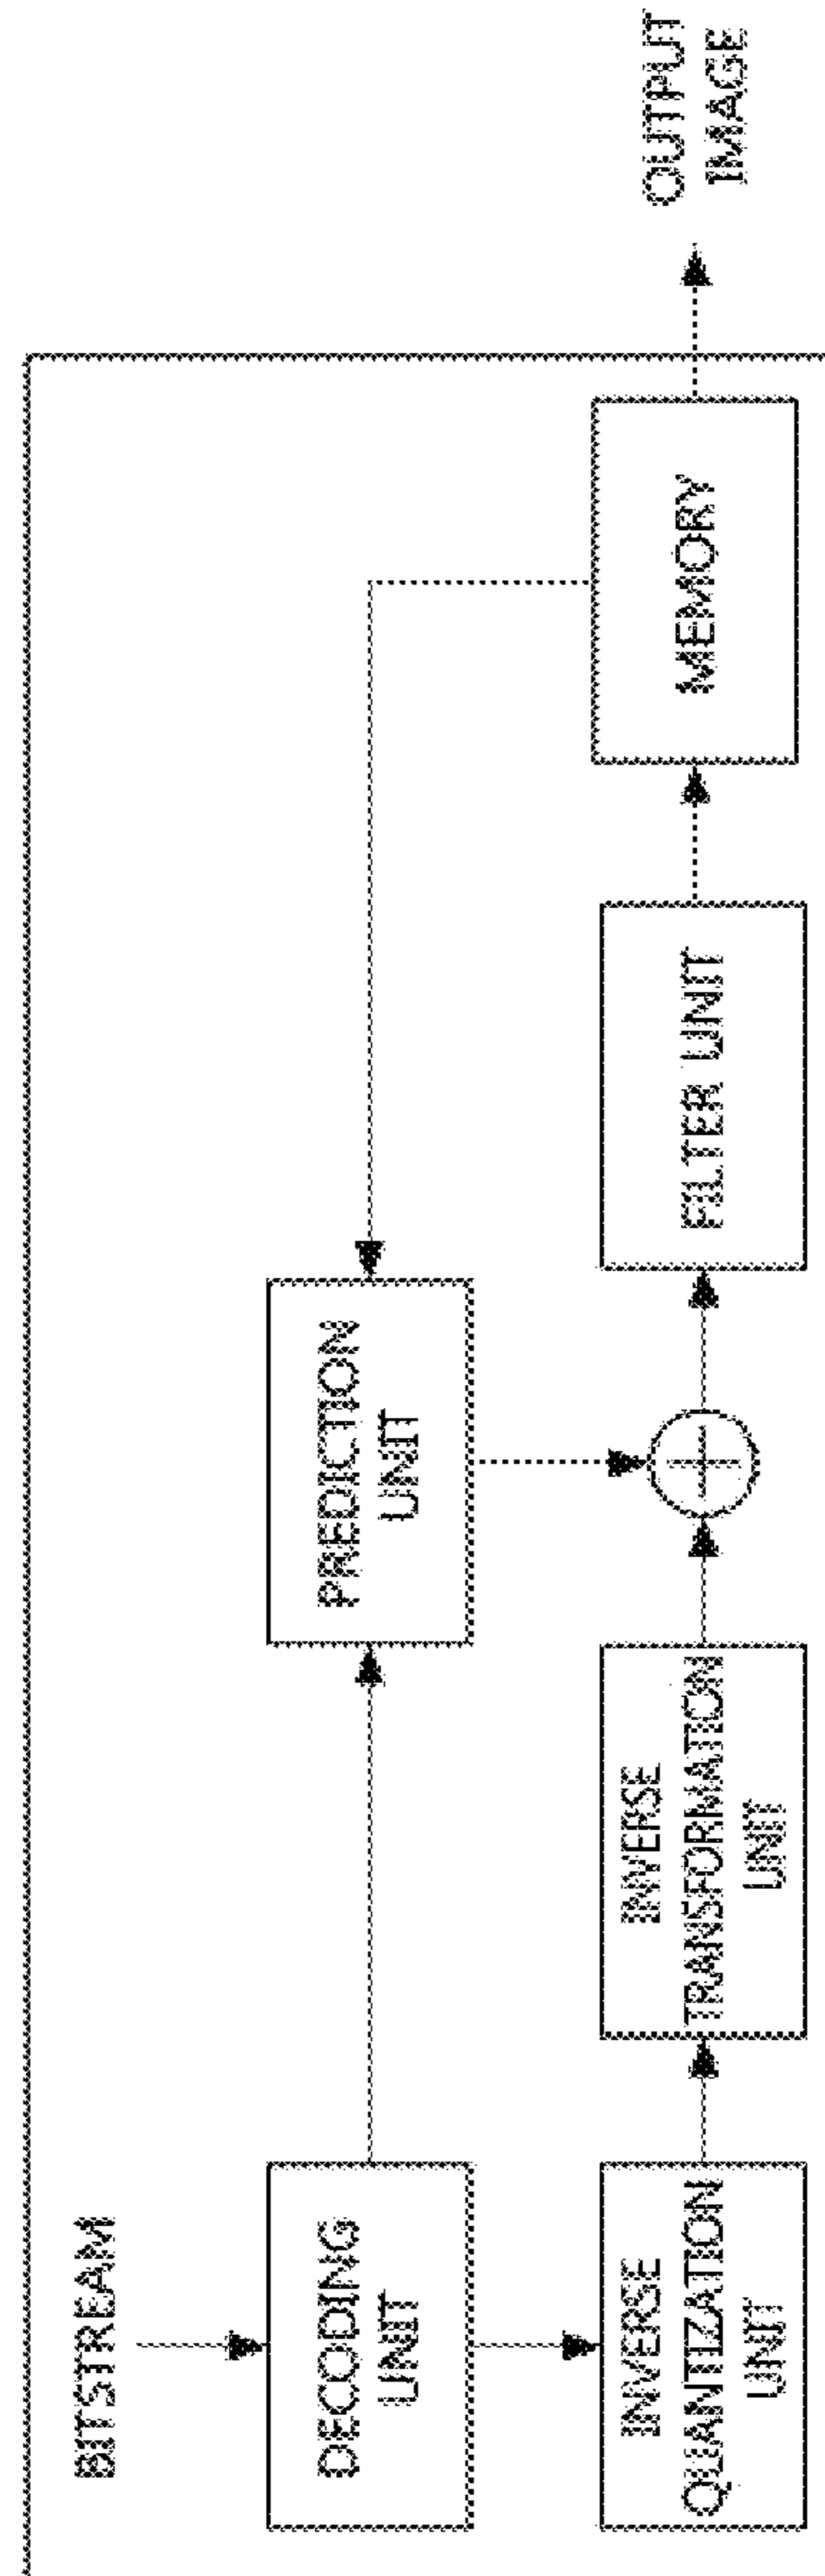 BITSTREAM
DECODING
UNIT
PREDICTION
UNIT
INVERSE
QUANTIZATION
UNIT
INVERSE
TRANSFORMATION
UNIT
FILTER UNIT
MEMORY
OUTPUT
IMAGE